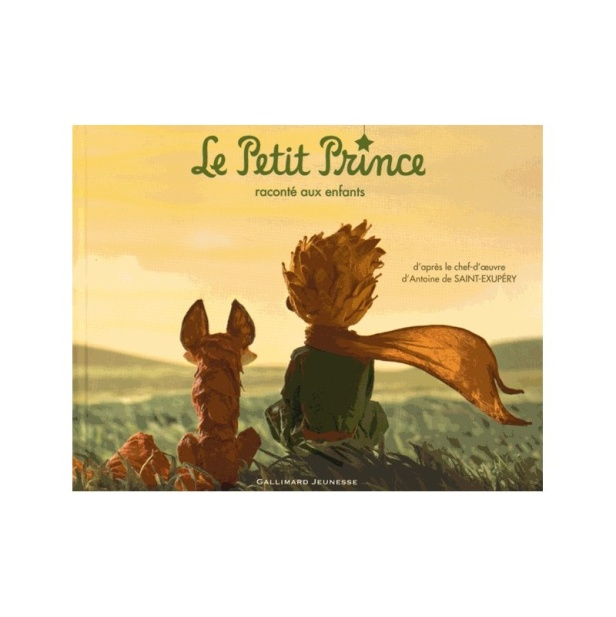 Le Petit Prince
raconté aux enfants
d'après le chef-d'œuvre
d'Antoine de SAINT-EXUPÉRY
GALLIMARD JEUNESSE